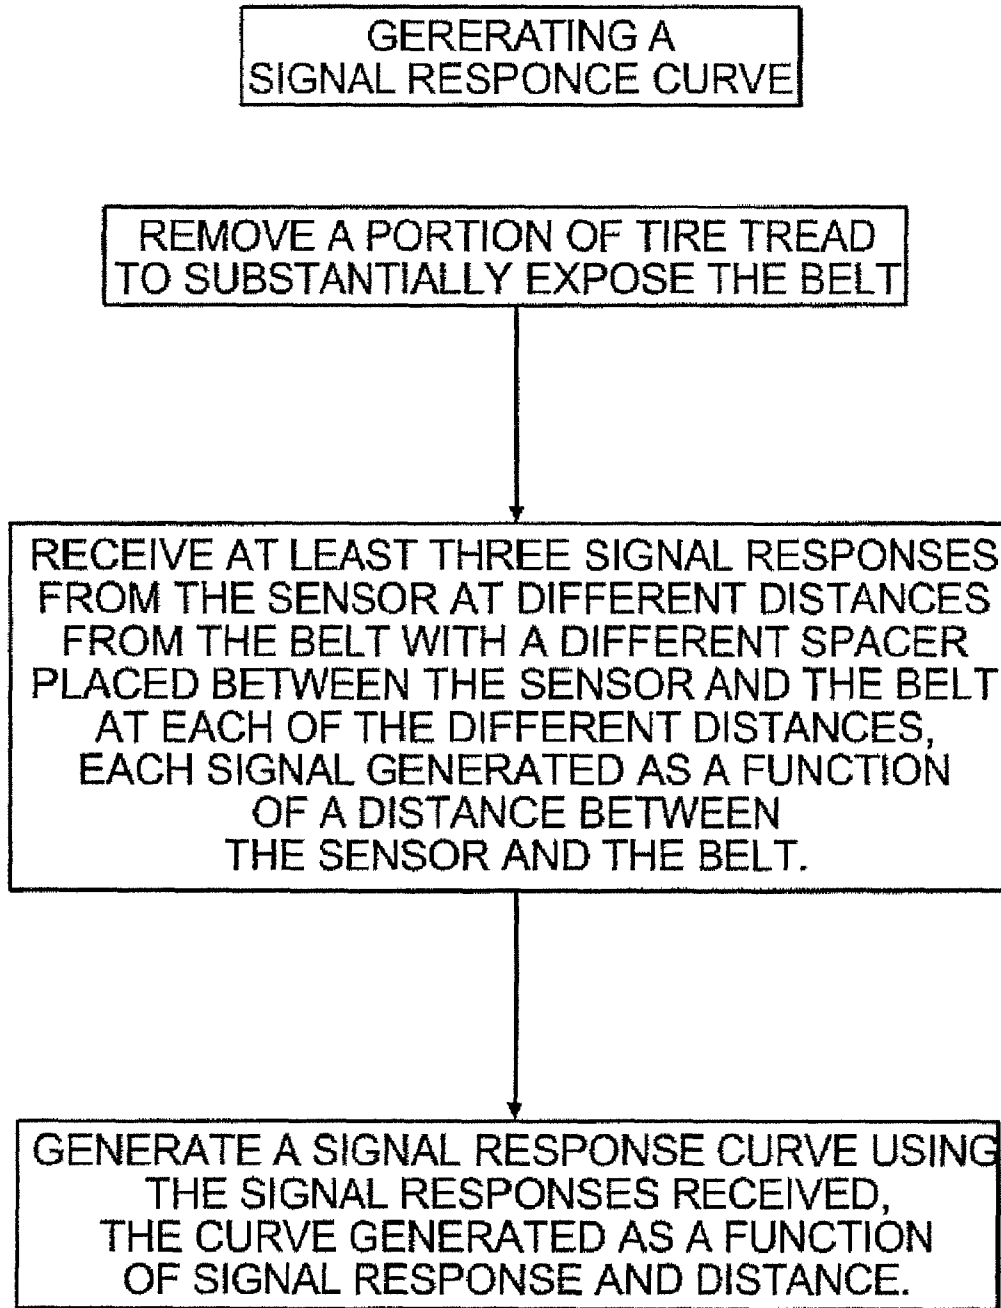 GERERATING A
SIGNAL RESPONCE CURVE
REMOVE A PORTION OF TIRE TREAD
TO SUBSTANTIALLY EXPOSE THE BELT
RECEIVE AT LEAST THREE SIGNAL RESPONSES
FROM THE SENSOR AT DIFFERENT DISTANCES
FROM THE BELT WITH A DIFFERENT SPACER
PLACED BETWEEN THE SENSOR AND THE BELT
AT EACH OF THE DIFFERENT DISTANCES,
EACH SIGNAL GENERATED AS A FUNCTION
OF A DISTANCE BETWEEN
THE SENSOR AND THE BELT.
GENERATE A SIGNAL RESPONSE CURVE USING
THE SIGNAL RESPONSES RECEIVED,
THE CURVE GENERATED AS A FUNCTION
OF SIGNAL RESPONSE AND DISTANCE.